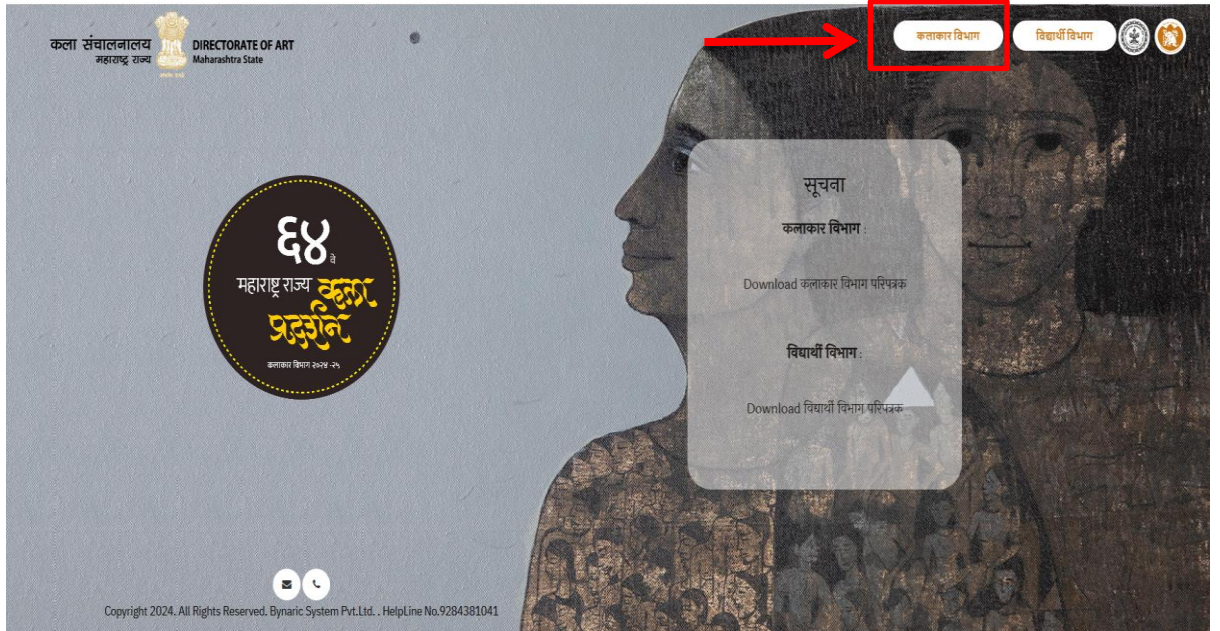 कला संचालनालय
महाराष्ट्र राज्य
DIRECTORATE OF ART
Maharashtra State
कलाकार विभाग
विद्यार्थी विभाग
६४
वे
महाराष्ट्र राज्य कला
प्रदर्शन
कलाकार विभाग २०२४-२५
सूचना
कलाकार विभाग :
Download कलाकार विभाग परिपत्रक
विद्यार्थी विभाग :
Download विद्यार्थी विभाग परिपत्रक
Copyright 2024. All Rights Reserved. Bynaric System Pvt.Ltd. . HelpLine No.9284381041